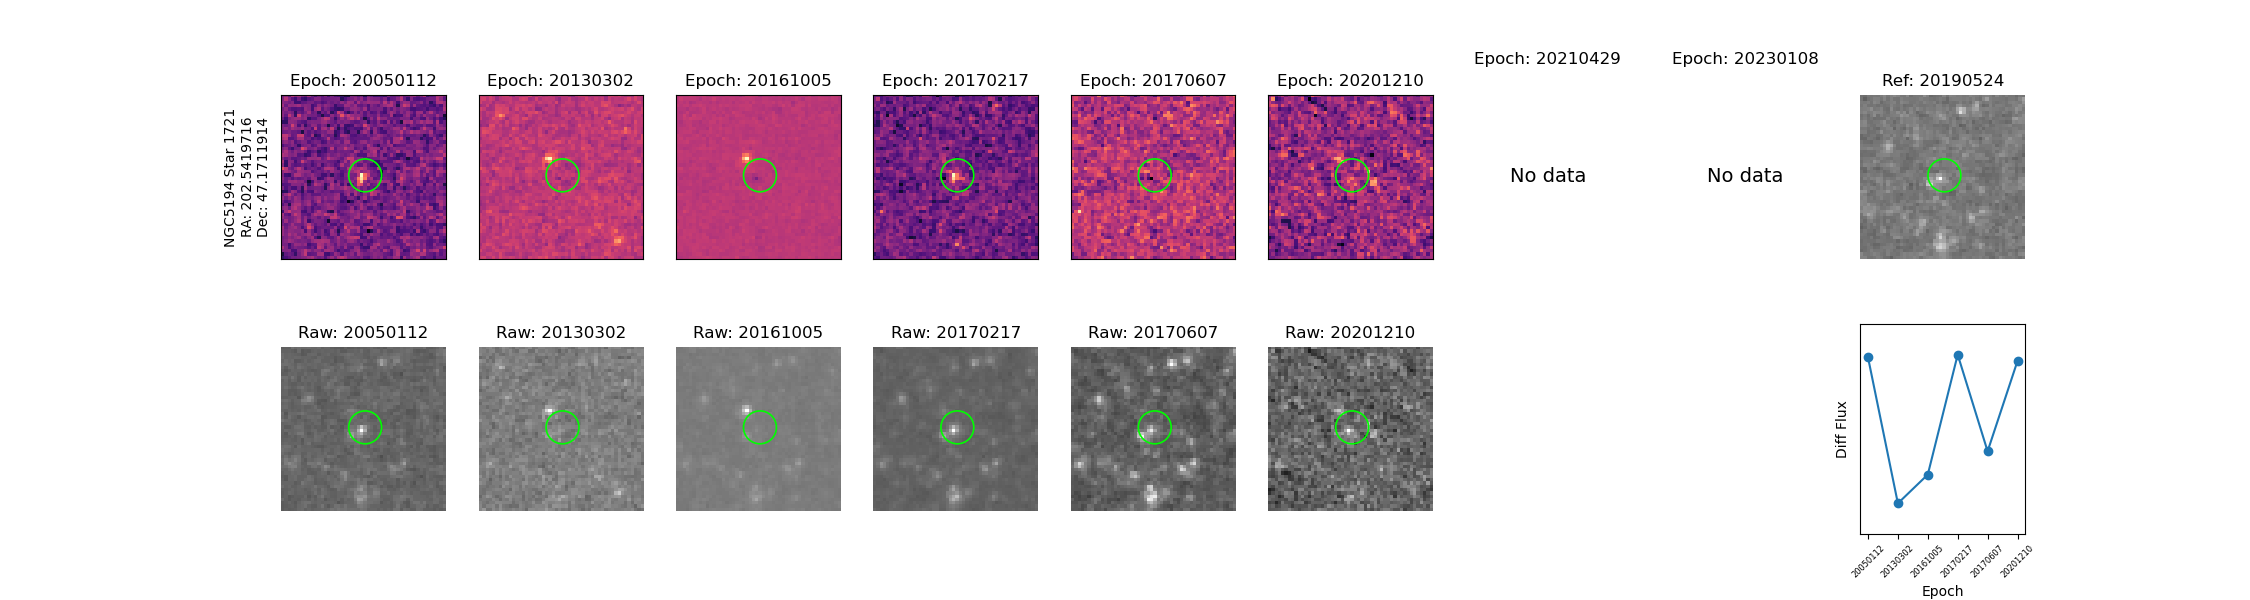 Epoch: 20050112
Epoch: 20130302
Epoch: 20161005
Epoch: 20170217
Epoch: 20170607
Epoch: 20201210
Epoch: 20210429
Epoch: 20230108
Ref: 20190524
NGC5194 Star 1721
RA: 202.5419716
Dec: 47.1711914
No data
No data
Raw: 20050112
Raw: 20130302
Raw: 20161005
Raw: 20170217
Raw: 20170607
Raw: 20201210
Diff Flux
20050112
20130302
20161005
20170217
20170607
20201210
Epoch